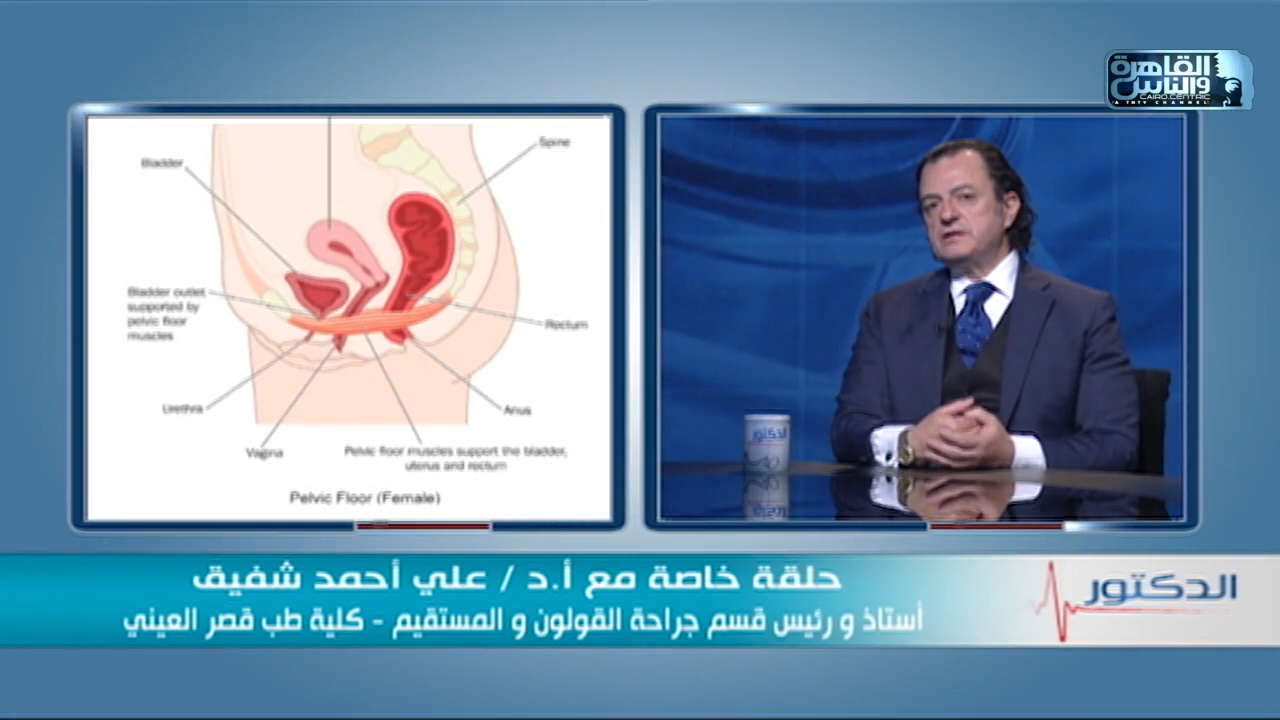 القاهرة
والناس
CAIRO.CENTRIC
A TNTV CHANNEL
Spine
Bladder
Bladder outlet
supported by
pelvic floor
muscles
Rectum
Urethra
Anus
Vagina
Pelvic floor muscles support the bladder,
uterus and rectum
Pelvic Floor (Female)
الدكتور
حلقة خاصة مع أ.د / علي أحمد شفيق
أستاذ و رئيس قسم جراحة القولون و المستقيم - كلية طب قصر العيني
الدكتور